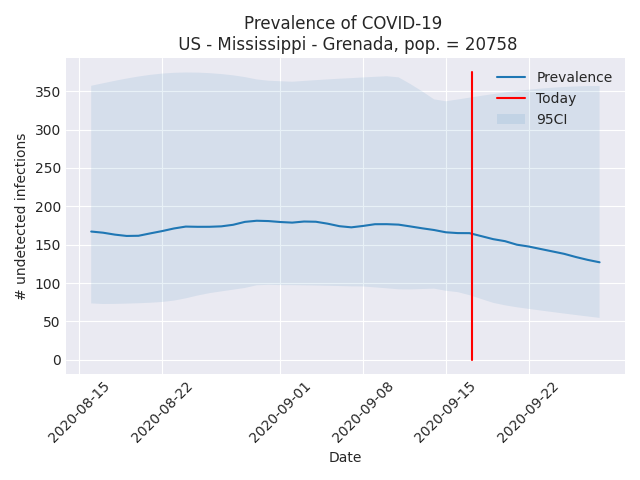 Prevalence of COVID-19
US - Mississippi - Grenada, pop. = 20758
Prevalence
Today
95CI
# undetected infections
350
300
250
200
150
100
50
0
2020-08-15
2020-08-22
2020-09-01
2020-09-08
2020-09-15
2020-09-22
Date